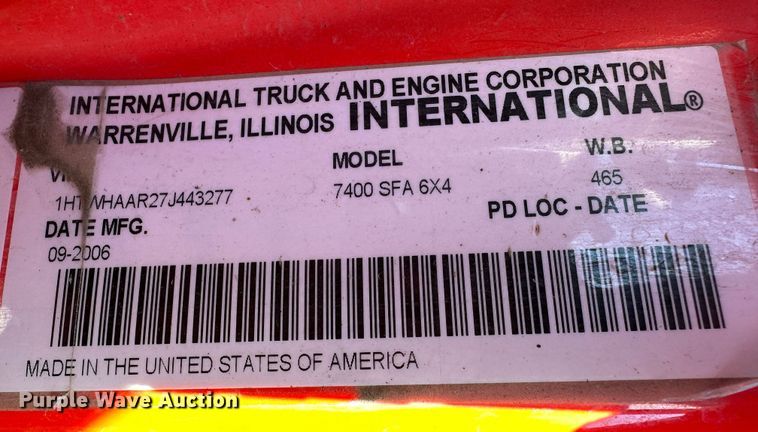 INTERNATIONAL TRUCK AND ENGINE CORPORATION
WARRENVILLE, ILLINOIS INTERNATIONAL®
MODEL W.B.
1HTWHAAR27J443277 7400 SFA 6X4 465
DATE MFG. PD LOC - DATE
09-2006
MADE IN THE UNITED STATES OF AMERICA
Purple Wave Auction